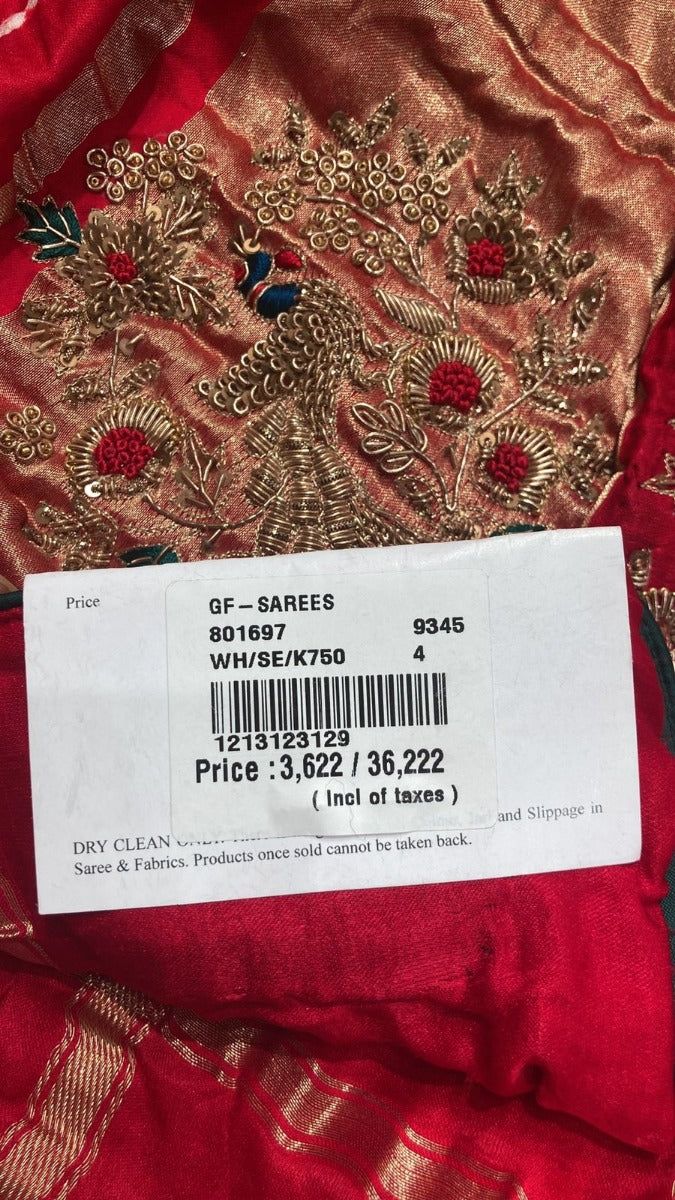 Price
GF-SAREES
801697 9345
WH/SE/K750 4
1213123129
Price : 3,622 / 36,222
( Incl of taxes )
DRY CLEAN and Slippage in
Saree & Fabrics. Products once sold cannot be taken back.